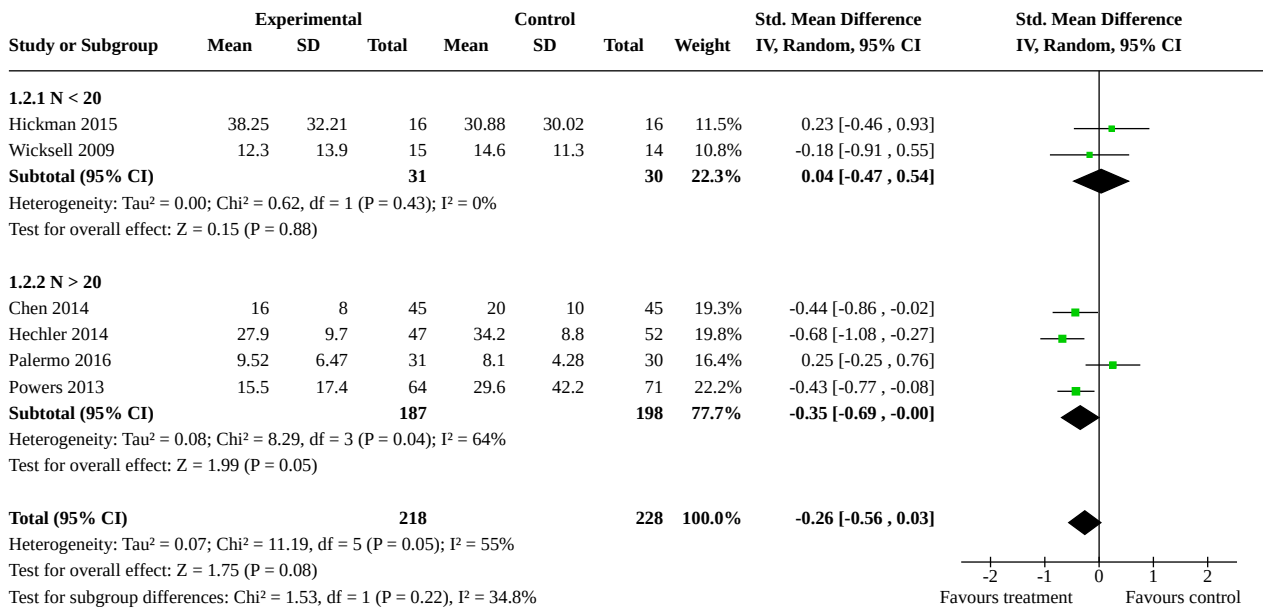 Experimental Control Std. Mean Difference Std. Mean Difference
Study or Subgroup Mean SD Total Mean SD Total Weight IV, Random, 95% CI IV, Random, 95% CI
1.2.1 N < 20
Hickman 2015 38.25 32.21 16 30.88 30.02 16 11.5% 0.23 [-0.46 , 0.93]
Wicksell 2009 12.3 13.9 15 14.6 11.3 14 10.8% -0.18 [-0.91 , 0.55]
Subtotal (95% CI) 31 30 22.3% 0.04 [-0.47 , 0.54]
Heterogeneity: Tau² = 0.00; Chi² = 0.62, df = 1 (P = 0.43); I² = 0%
Test for overall effect: Z = 0.15 (P = 0.88)
1.2.2 N > 20
Chen 2014 16 8 45 20 10 45 19.3% -0.44 [-0.86 , -0.02]
Hechler 2014 27.9 9.7 47 34.2 8.8 52 19.8% -0.68 [-1.08 , -0.27]
Palermo 2016 9.52 6.47 31 8.1 4.28 30 16.4% 0.25 [-0.25 , 0.76]
Powers 2013 15.5 17.4 64 29.6 42.2 71 22.2% -0.43 [-0.77 , -0.08]
Subtotal (95% CI) 187 198 77.7% -0.35 [-0.69 , -0.00]
Heterogeneity: Tau² = 0.08; Chi² = 8.29, df = 3 (P = 0.04); I² = 64%
Test for overall effect: Z = 1.99 (P = 0.05)
Total (95% CI) 218 228 100.0% -0.26 [-0.56 , 0.03]
Heterogeneity: Tau² = 0.07; Chi² = 11.19, df = 5 (P = 0.05); I² = 55%
Test for overall effect: Z = 1.75 (P = 0.08)
-2 -1 0 1 2
Test for subgroup differences: Chi² = 1.53, df = 1 (P = 0.22), I² = 34.8%
Favours treatment Favours control